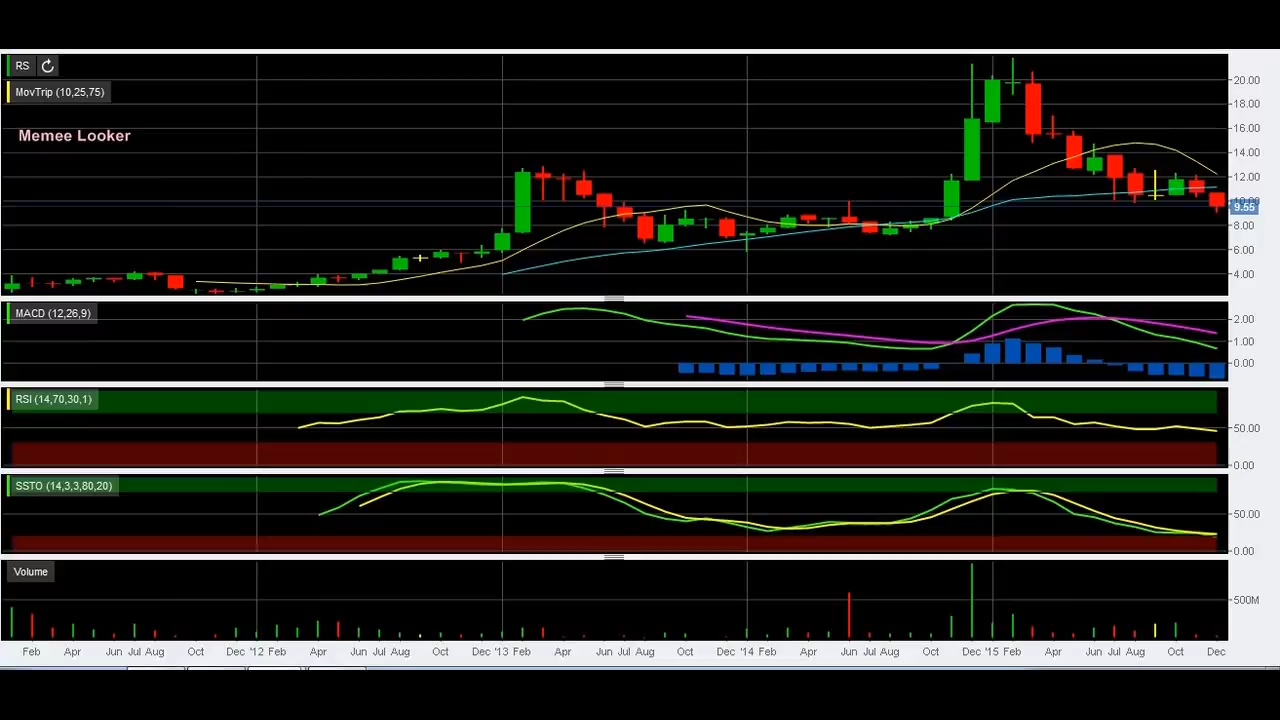 RS
MovTrip (10,25,75)
Memee Looker
20.00
18.00
16.00
14.00
12.00
10.00
9.55
8.00
6.00
4.00
MACD (12,26,9)
2.00
1.00
0.00
RSI (14,70,30,1)
50.00
0.00
SSTO (14,3,3,80,20)
50.00
0.00
Volume
500M
Feb Apr Jun Jul Aug Oct Dec '12 Feb Apr Jun Jul Aug Oct Dec '13 Feb Apr Jun Jul Aug Oct Dec '14 Feb Apr Jun Jul Aug Oct Dec '15 Feb Apr Jun Jul Aug Oct Dec